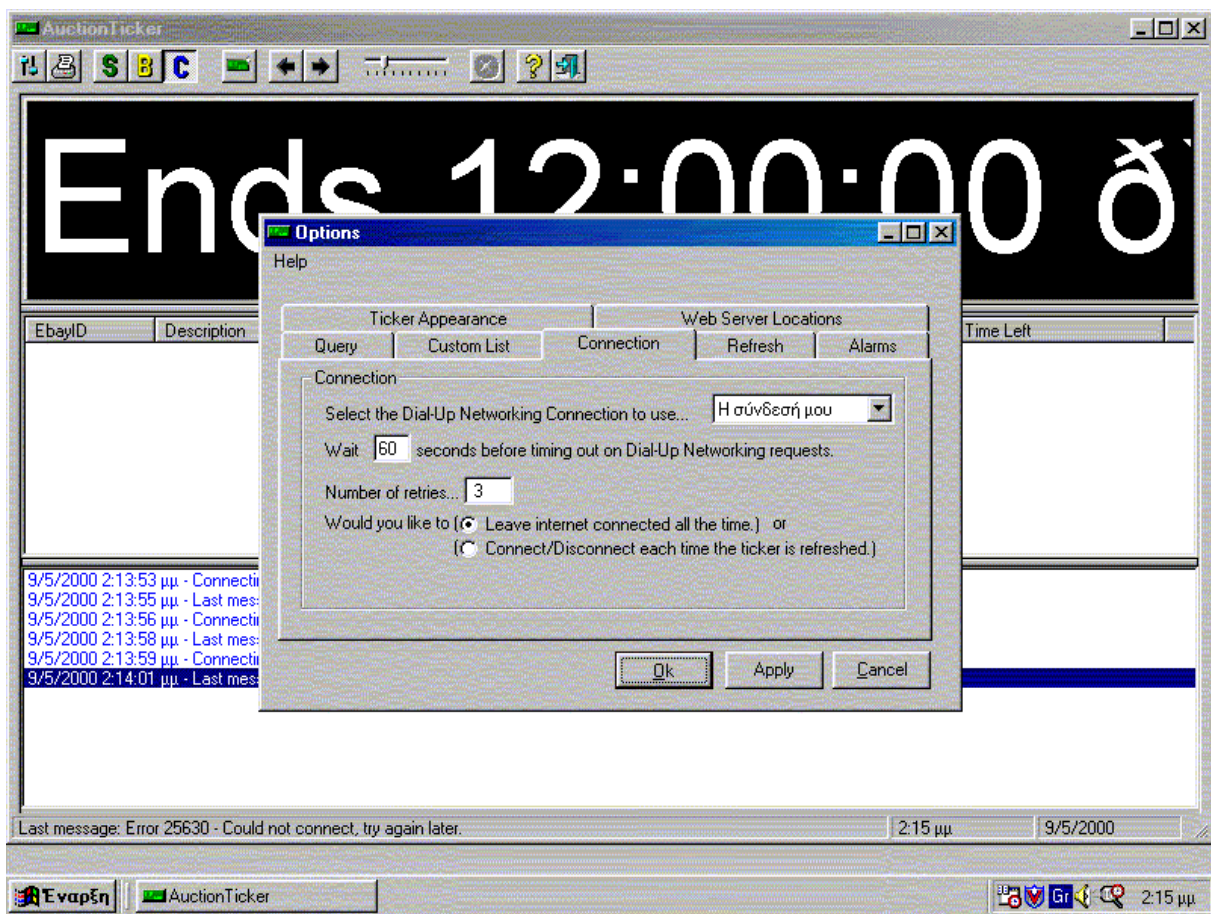 AuctionTicker
S B C
Ends 12:00:00 ð
Options
Help
Ticker Appearance Web Server Locations
Query Custom List Connection Refresh Alarms
EbayID Description Time Left
Connection
Select the Dial-Up Networking Connection to use... Η σύνδεσή μου
Wait 60 seconds before timing out on Dial-Up Networking requests.
Number of retries... 3
Would you like to ( Leave internet connected all the time.) or
( Connect/Disconnect each time the ticker is refreshed.)
9/5/2000 2:13:53 μμ - Connecti
9/5/2000 2:13:55 μμ - Last mes
9/5/2000 2:13:56 μμ - Connecti
9/5/2000 2:13:58 μμ - Last mes
9/5/2000 2:13:59 μμ - Connecti
9/5/2000 2:14:01 μμ - Last mes
Ok Apply Cancel
Last message: Error 25630 - Could not connect, try again later. 2:15 μμ 9/5/2000
Έναρξη AuctionTicker Gr 2:15 μμ